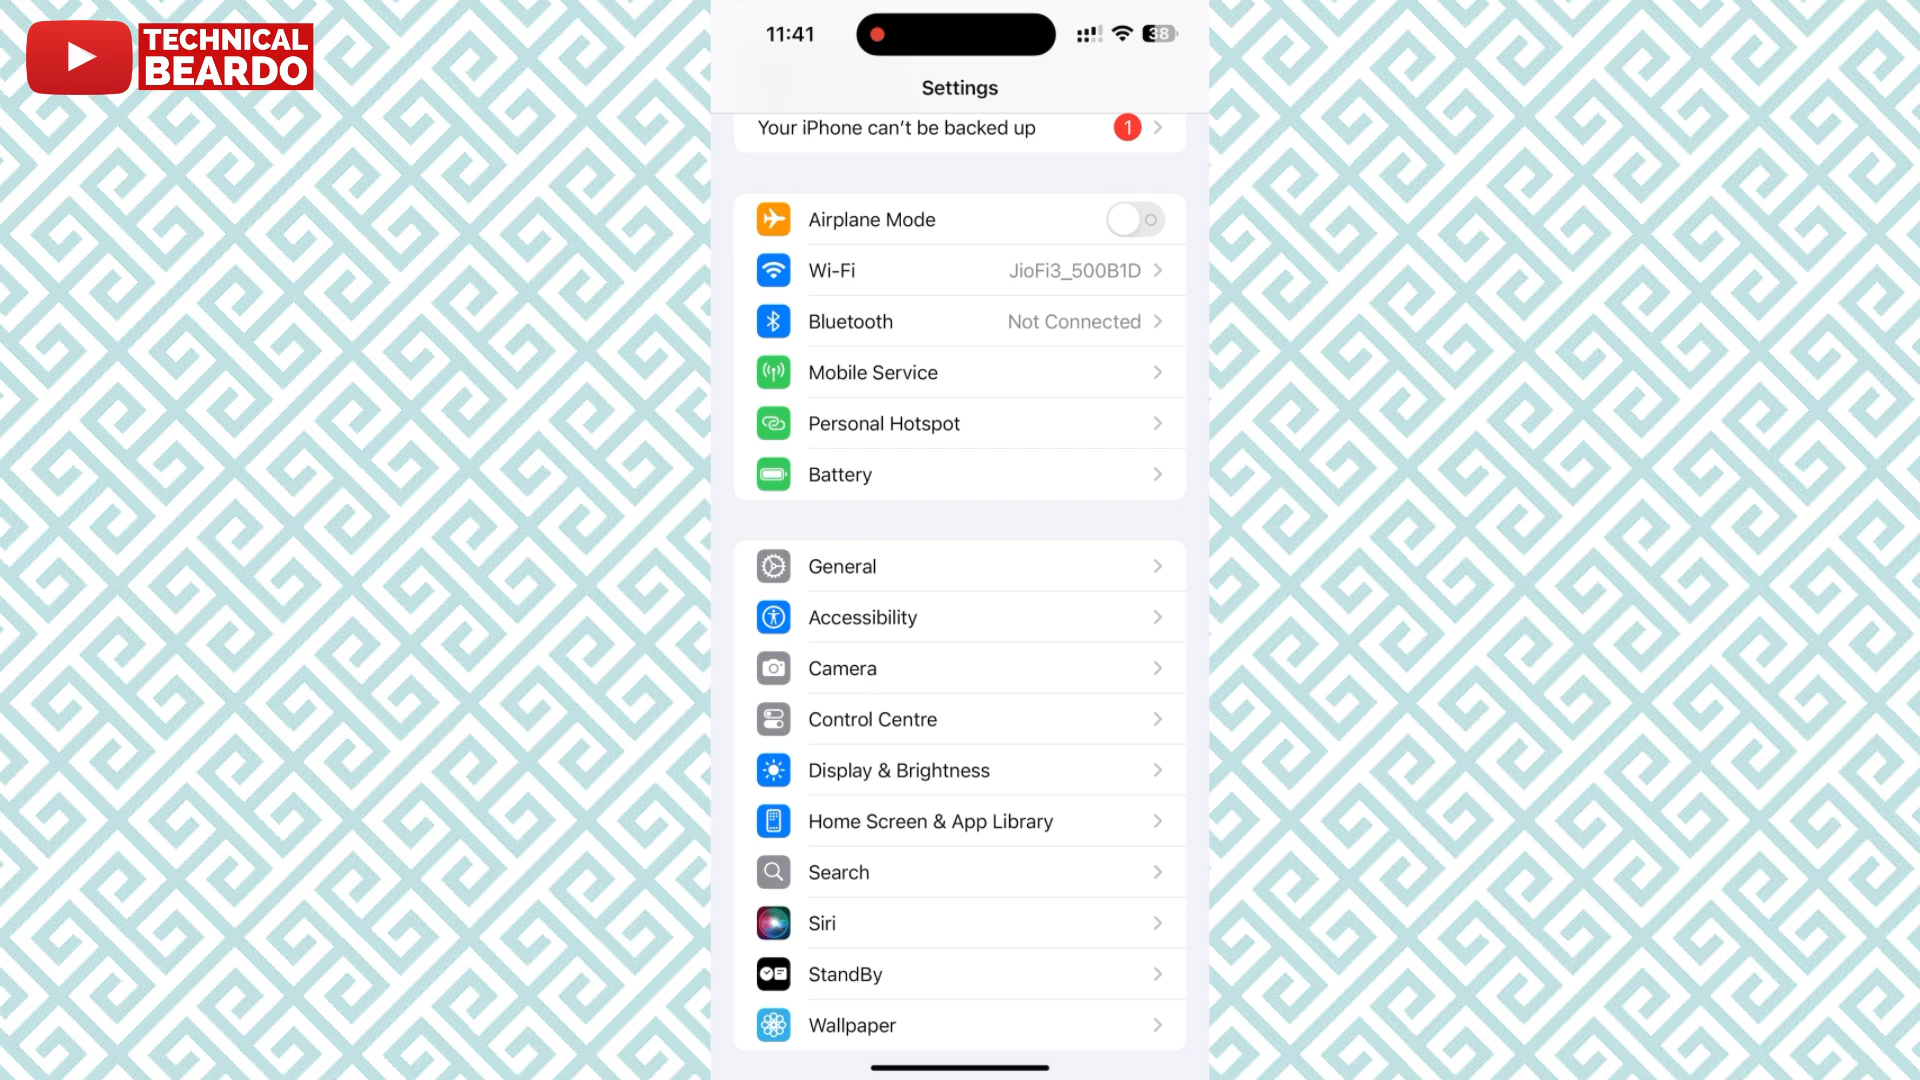 TECHNICAL
BEARDO
11:41
38
Settings
Your iPhone can’t be backed up 1
Airplane Mode
Wi-Fi JioFi3_500B1D
Bluetooth Not Connected
Mobile Service
Personal Hotspot
Battery
General
Accessibility
Camera
Control Centre
Display & Brightness
Home Screen & App Library
Search
Siri
StandBy
Wallpaper